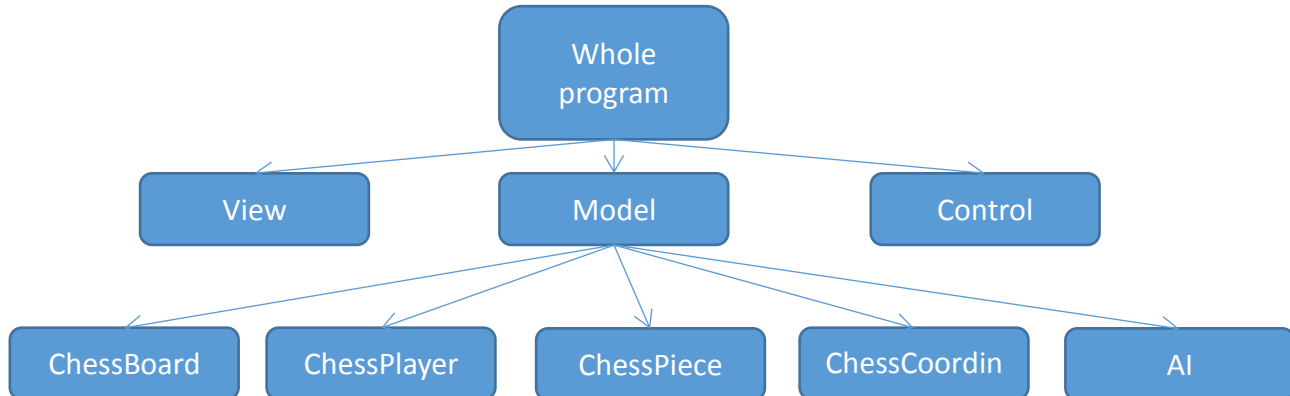 Whole
program
View
Model
Control
ChessBoard
ChessPlayer
ChessPiece
ChessCoordin
AI